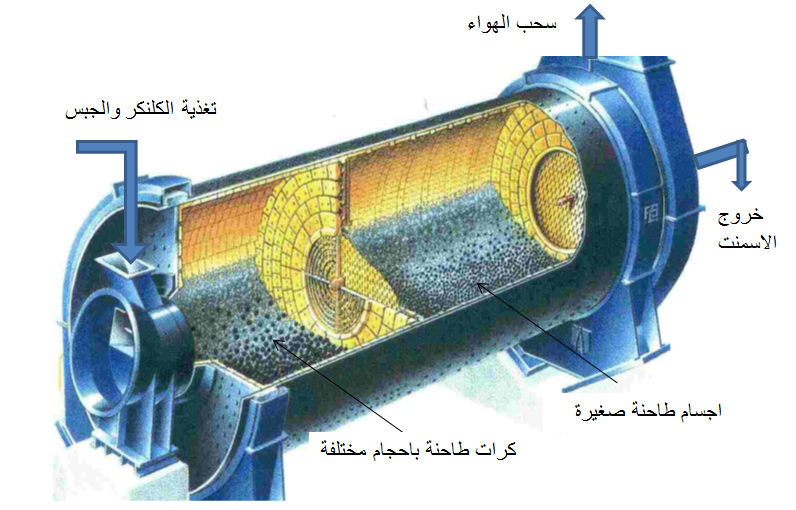 سحب الهواء
تغذية الكلنكر والجبس
خروج
الاسمنت
اجسام طاحنة صغيرة
كرات طاحنة باحجام مختلفة